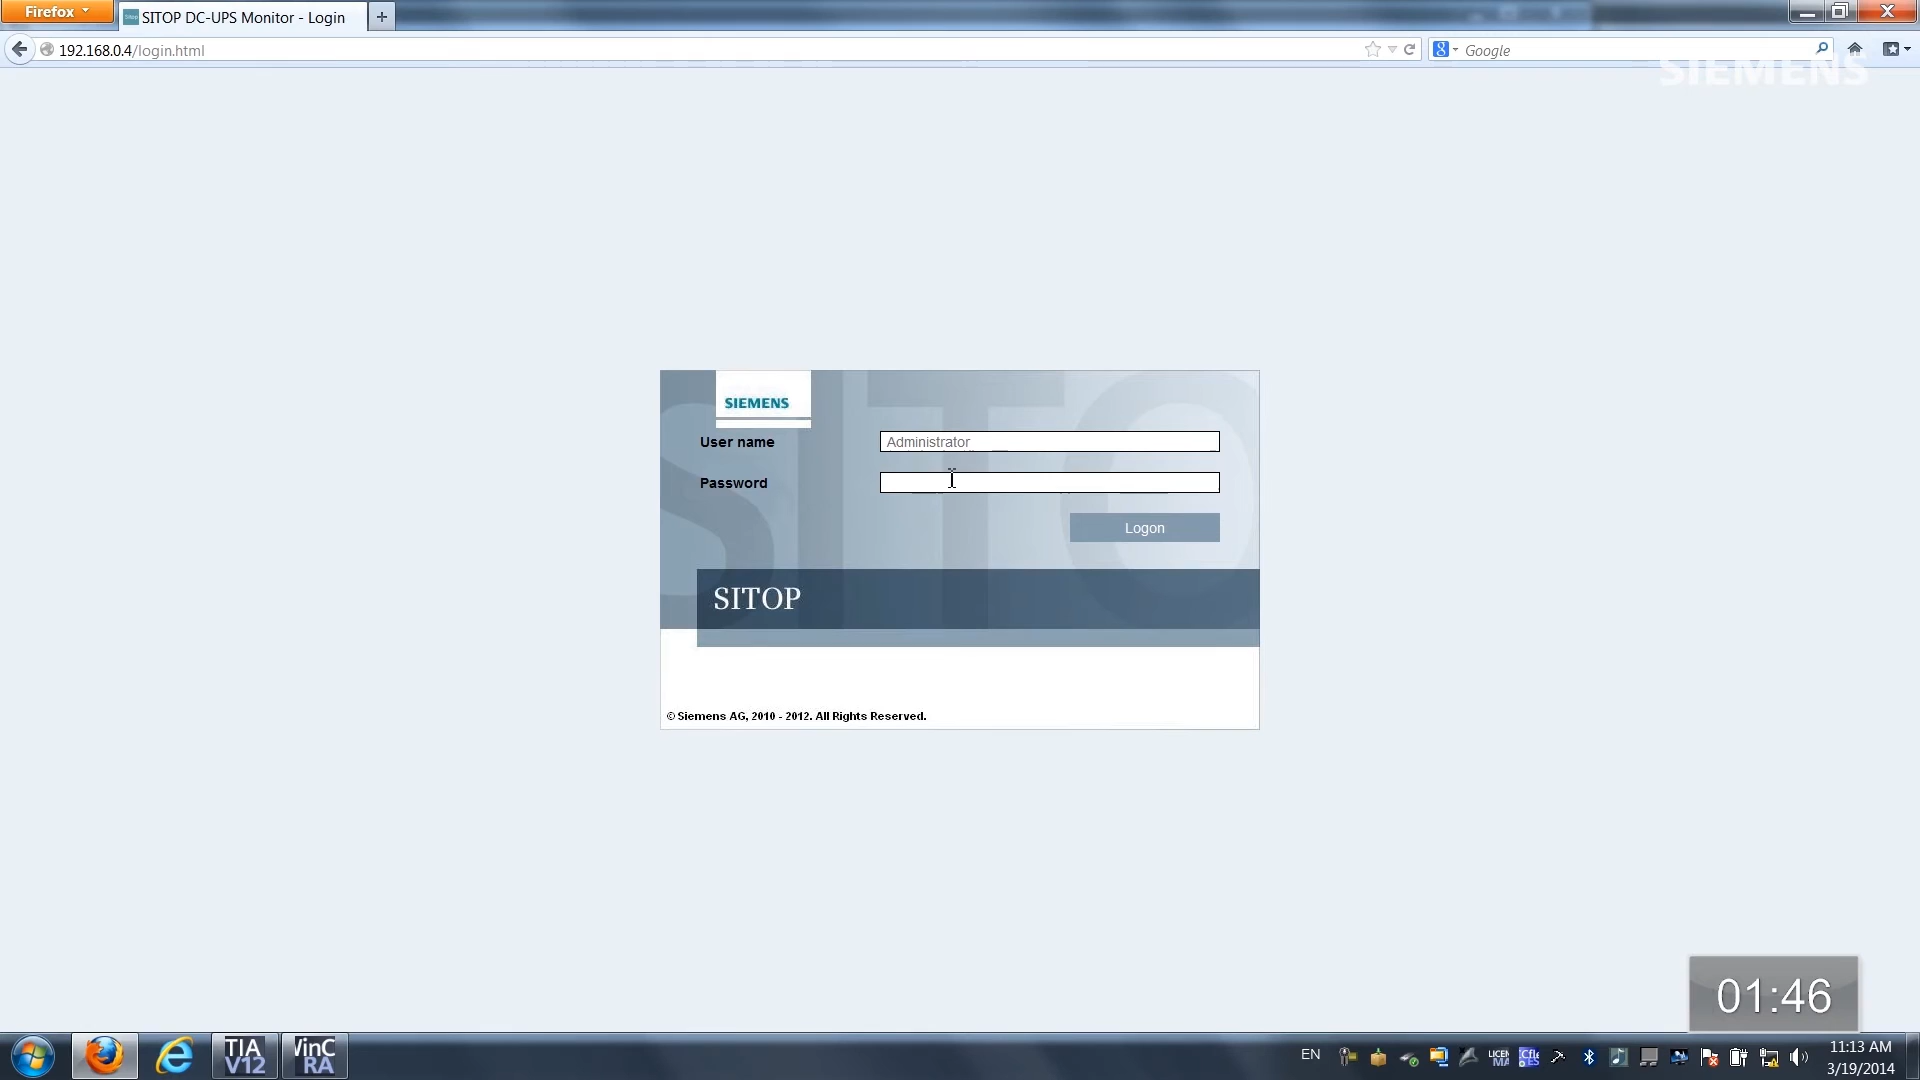 Firefox
SITOP DC-UPS Monitor - Login
192.168.0.4/login.html
Google
SIEMENS
SIEMENS
User name
Administrator
Password
Logon
SITOP
© Siemens AG, 2010 - 2012. All Rights Reserved.
01:46
TIA
V12
WinC
RA
EN
11:13 AM
3/19/2014